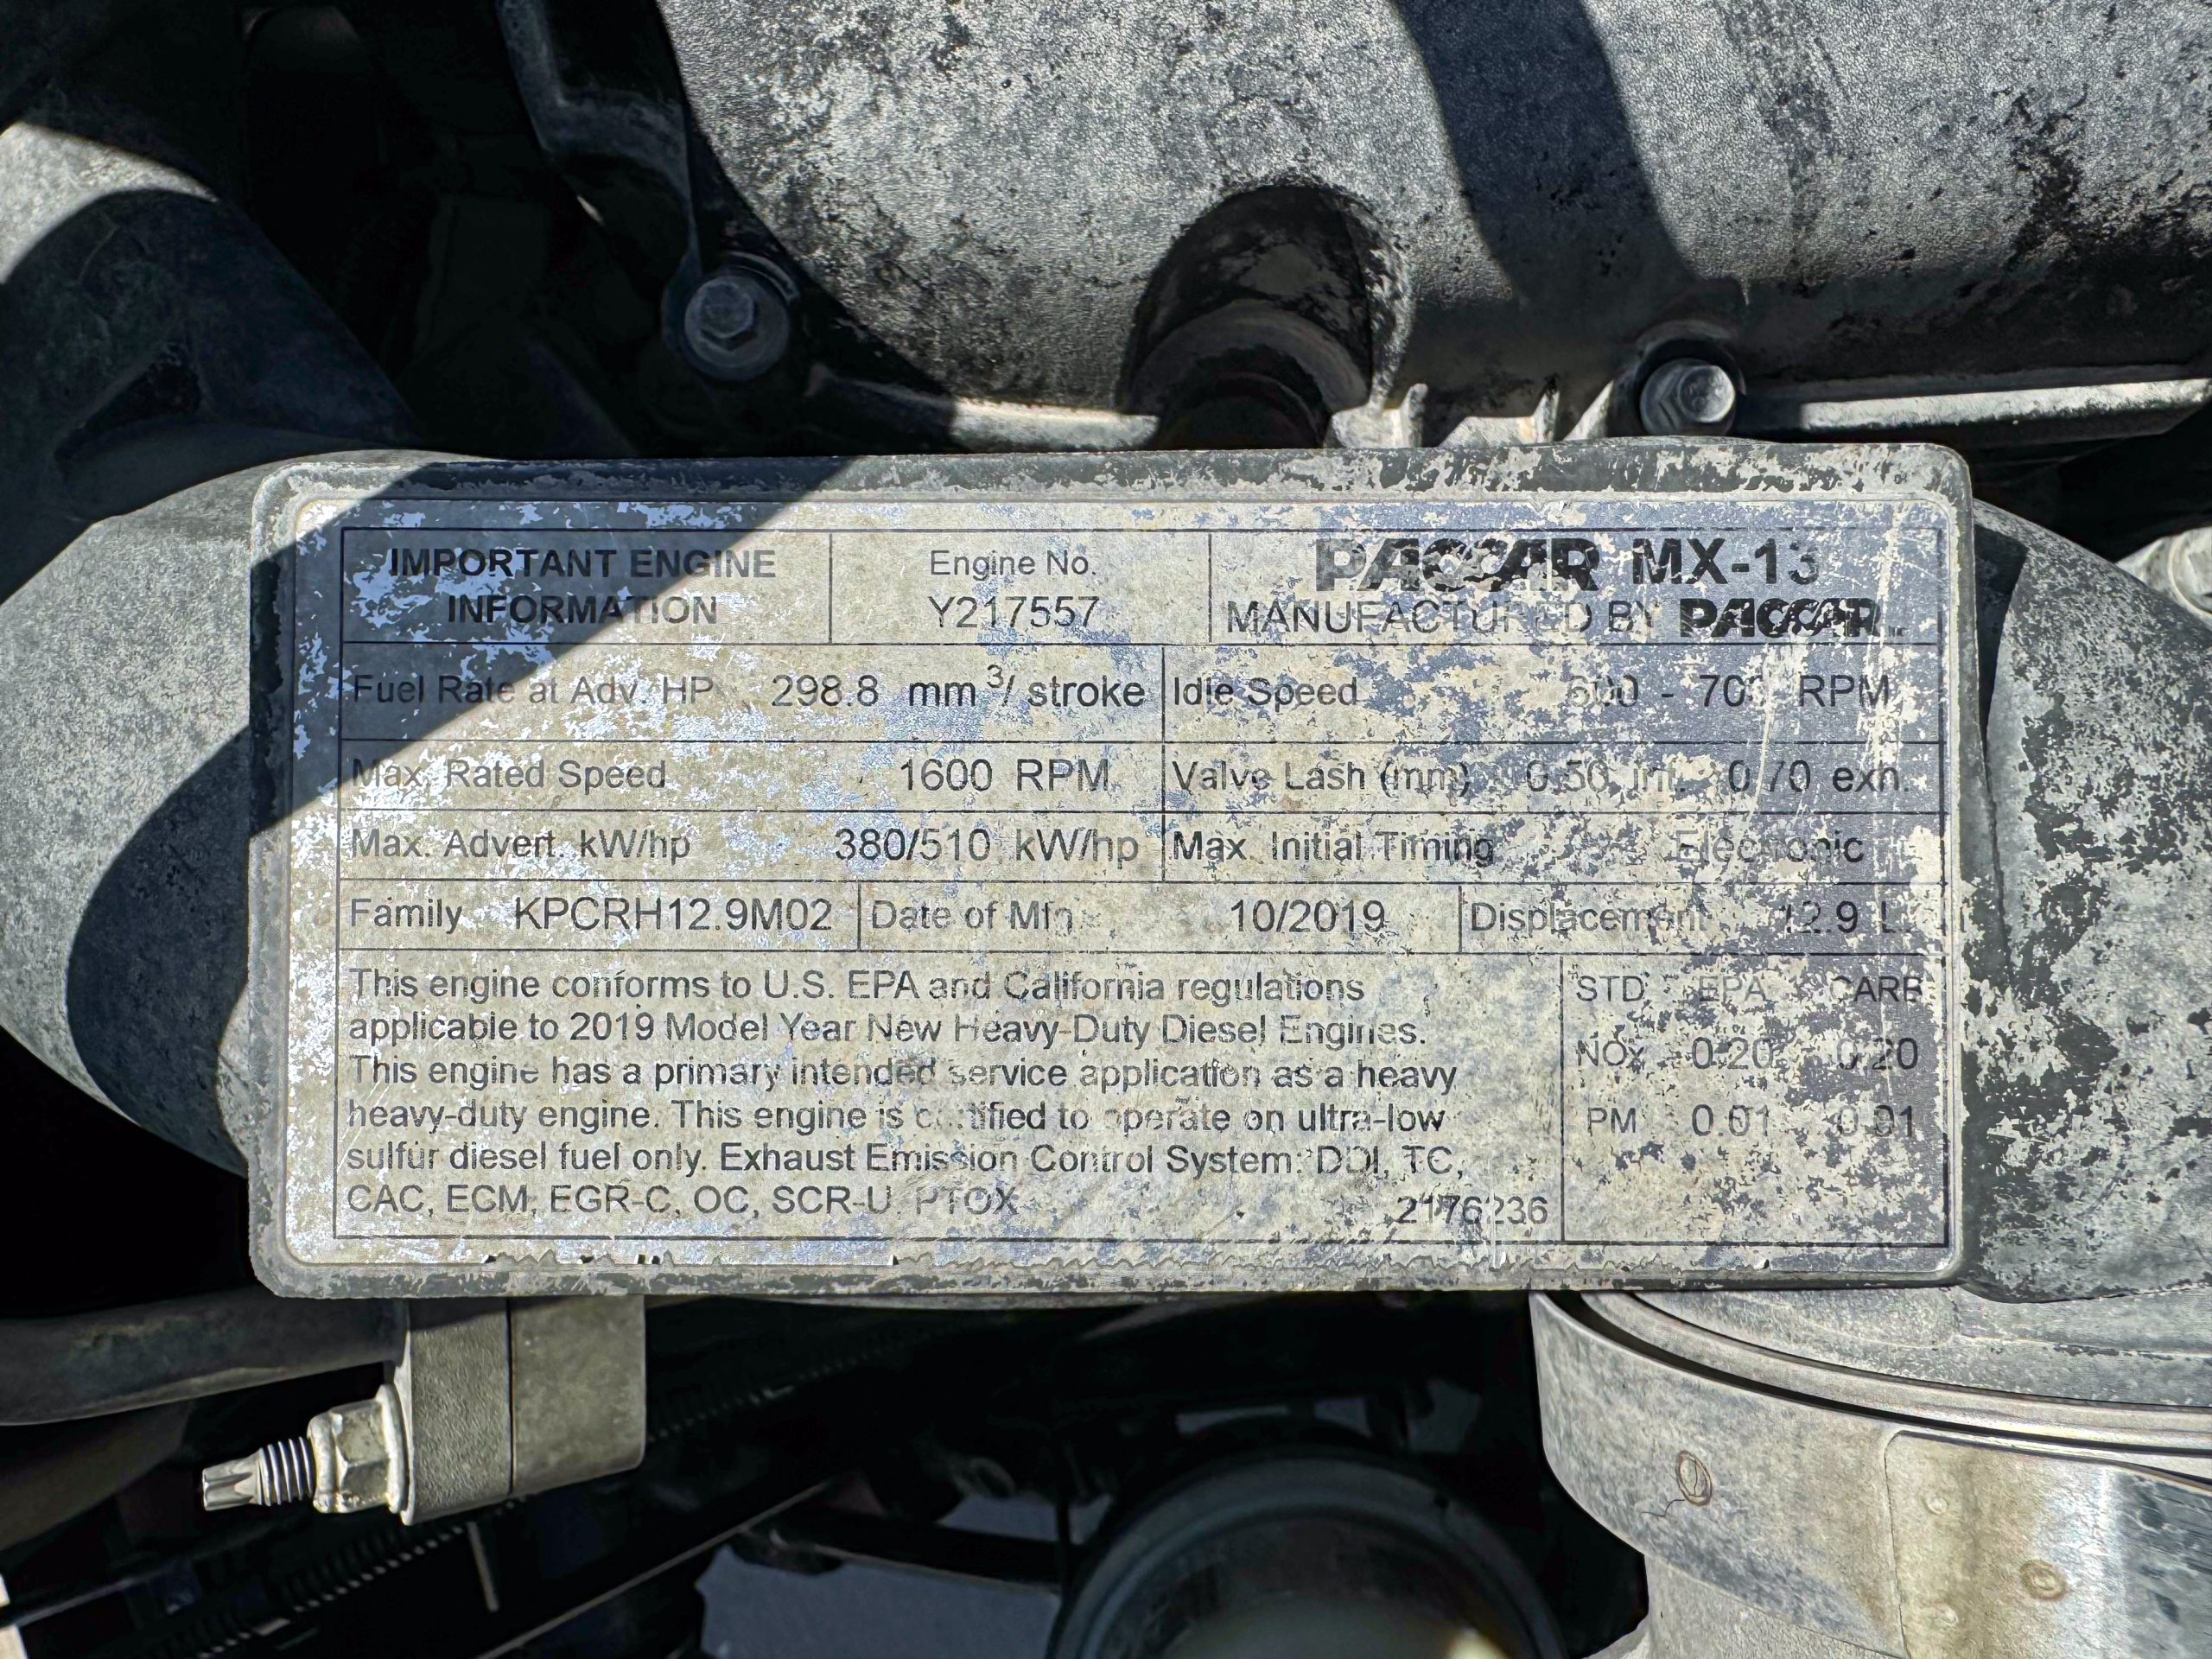 IMPORTANT ENGINE INFORMATION
Engine No. Y217557
PACCAR MX-13
MANUFACTURED BY PACCAR
Fuel Rate at Adv. HP 298.8 mm³/ stroke
Idle Speed 600 - 700 RPM
Max. Rated Speed 1600 RPM
Valve Lash (mm) 0.50 int. 0.70 exh.
Max. Advert. kW/hp 380/510 kW/hp
Max. Initial Timing Electronic
Family KPCRH12.9M02
Date of Mfg 10/2019
Displacement 12.9 L
This engine conforms to U.S. EPA and California regulations
applicable to 2019 Model Year New Heavy-Duty Diesel Engines.
This engine has a primary intended service application as a heavy
heavy-duty engine. This engine is certified to operate on ultra-low
sulfur diesel fuel only. Exhaust Emission Control System: DDI, TC,
CAC, ECM, EGR-C, OC, SCR-U, PTOX
2176236
STD EPA CARB
NOx 0.20 0.20
PM 0.01 0.01